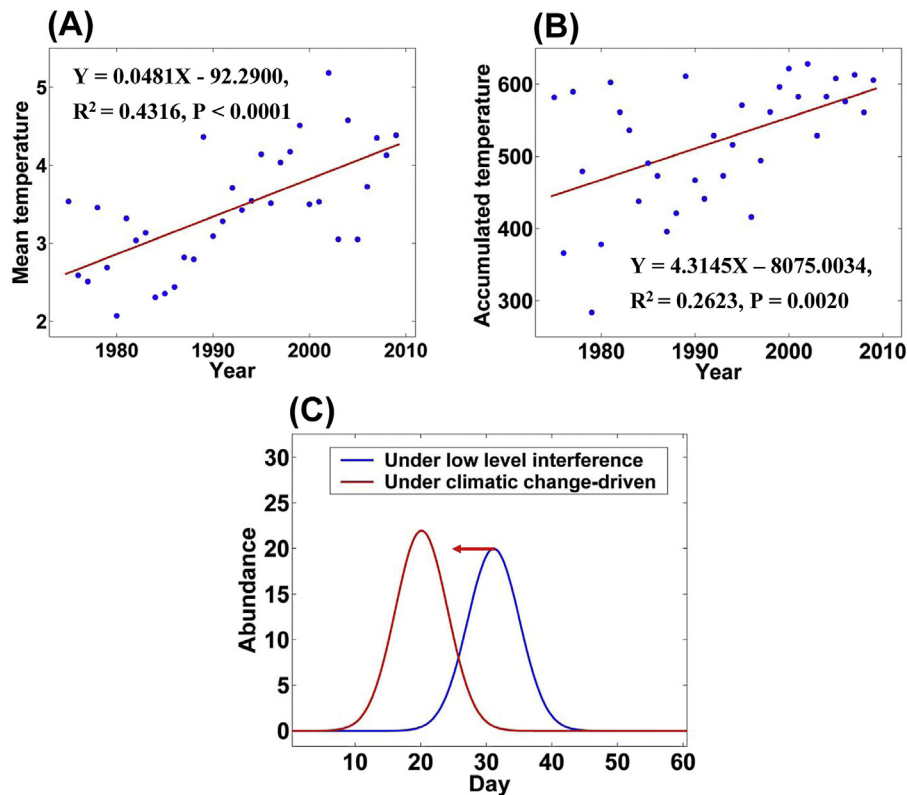 (A)
Y = 0.0481X - 92.2900,
R² = 0.4316, P < 0.0001
Mean temperature
5
4
3
2
1980
1990
2000
2010
Year
(B)
Y = 4.3145X – 8075.0034,
R² = 0.2623, P = 0.0020
Accumulated temperature
600
500
400
300
1980
1990
2000
2010
Year
(C)
Under low level interference
Under climatic change-driven
Abundance
30
25
20
15
10
5
0
10
20
30
40
50
60
Day